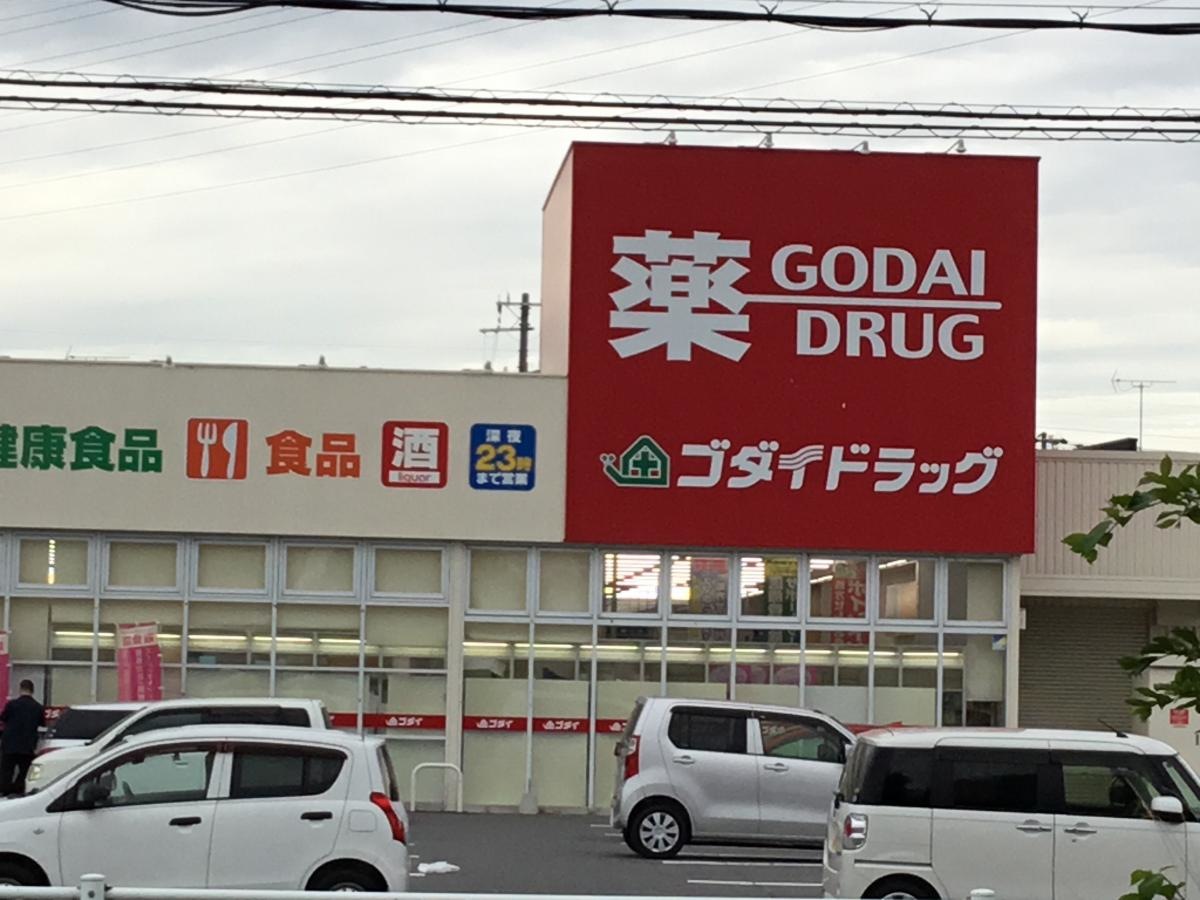 薬 GODAI
DRUG
ゴダイドラッグ
健康食品
食品
酒
liquor
深夜
23時
まで営業
ゴダイ
ゴダイ
ゴダイ